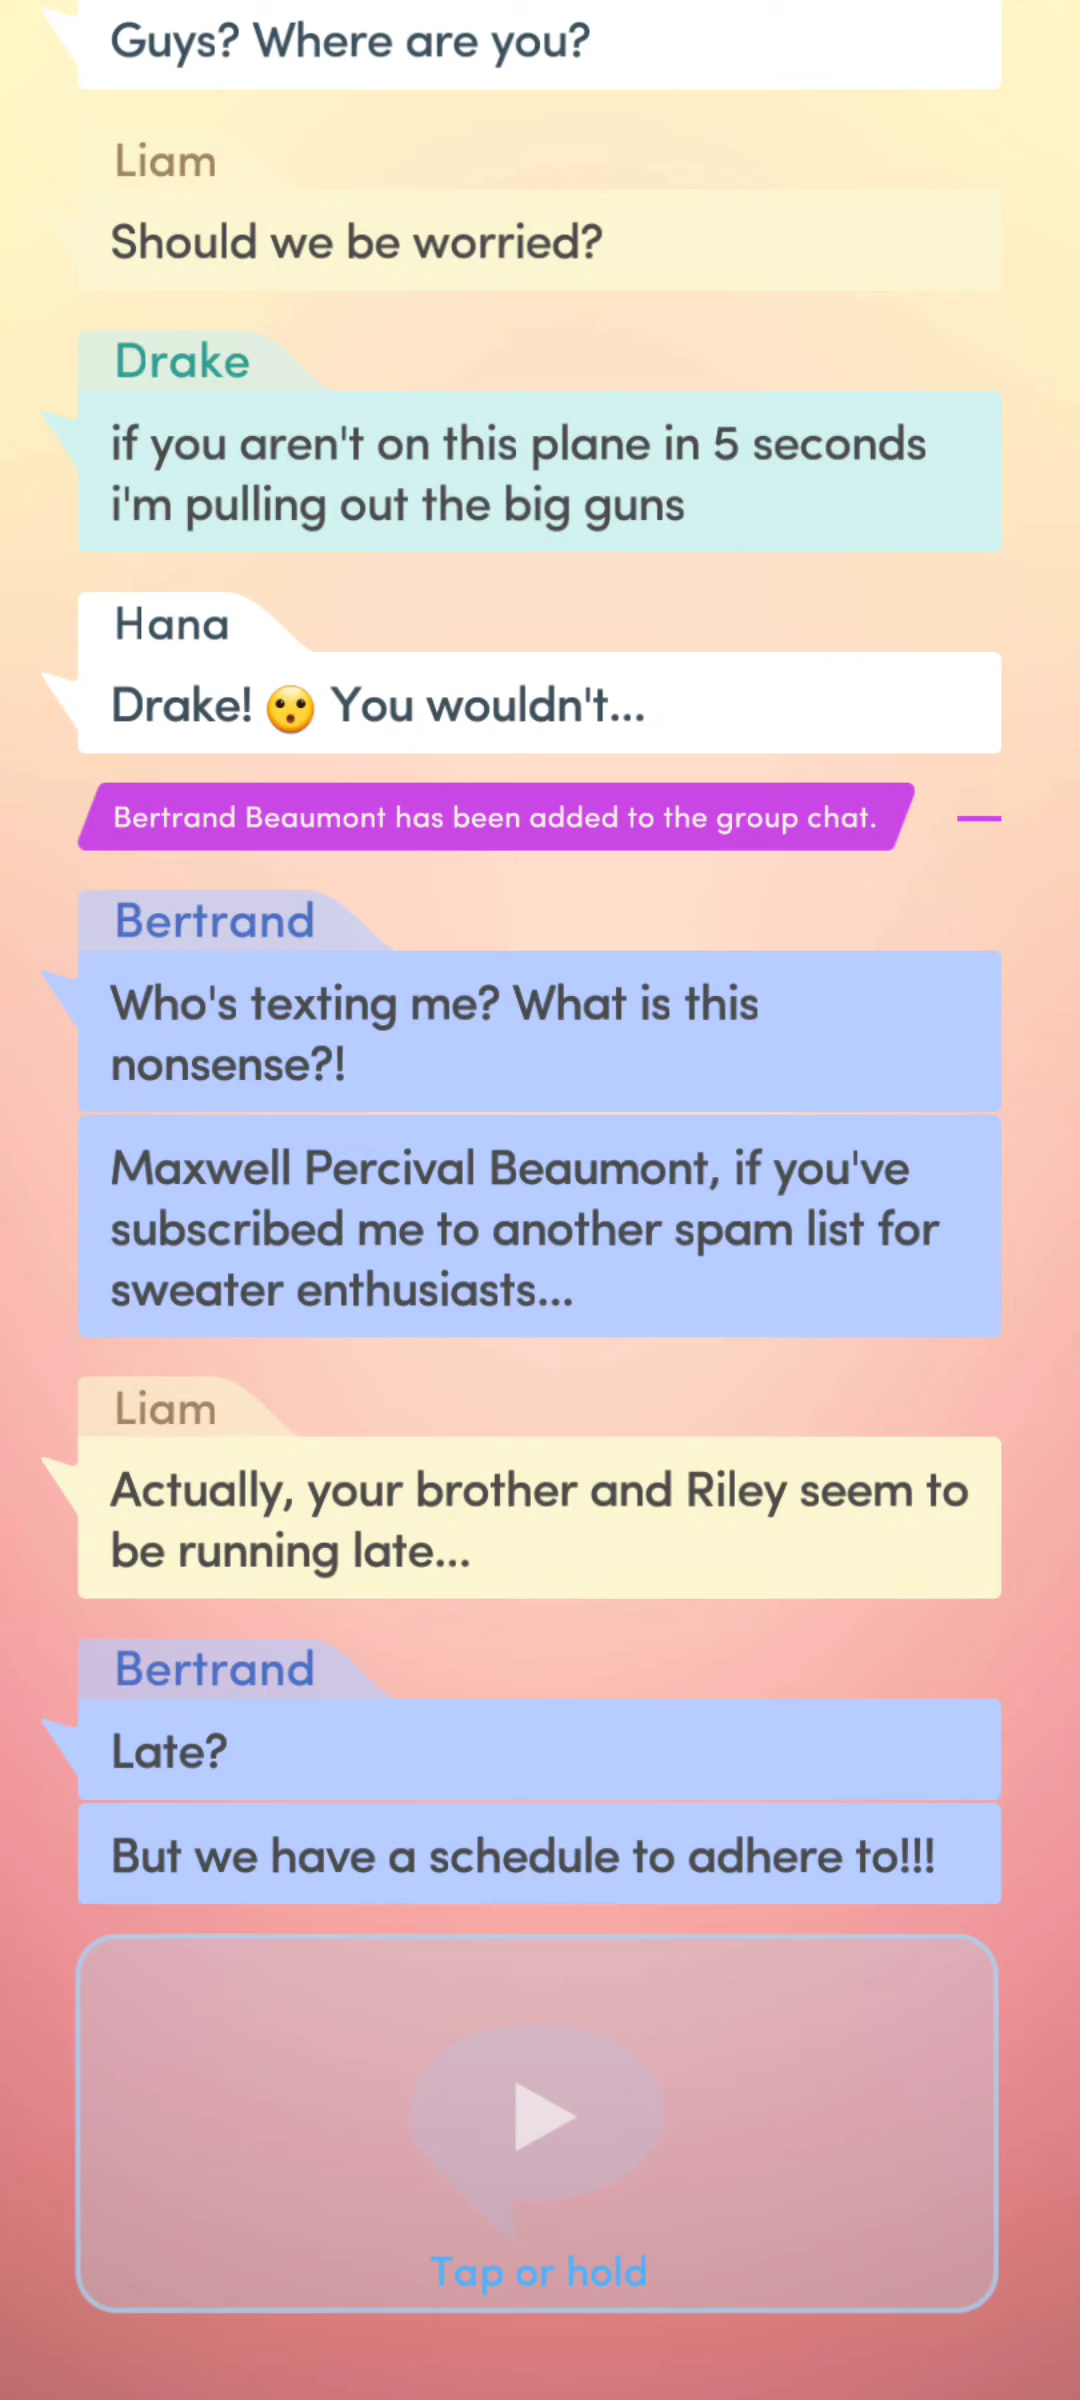 Guys? Where are you?
Liam
Should we be worried?
Drake
if you aren't on this plane in 5 seconds
i'm pulling out the big guns
Hana
Drake! 😮 You wouldn't...
Bertrand Beaumont has been added to the group chat.
Bertrand
Who's texting me? What is this
nonsense?!
Maxwell Percival Beaumont, if you've
subscribed me to another spam list for
sweater enthusiasts...
Liam
Actually, your brother and Riley seem to
be running late...
Bertrand
Late?
But we have a schedule to adhere to!!!
Tap or hold